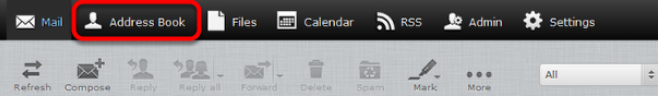 Mail Address Book Files Calendar RSS Admin Settings
Refresh Compose Reply Reply all Forward Delete Spam Mark More All